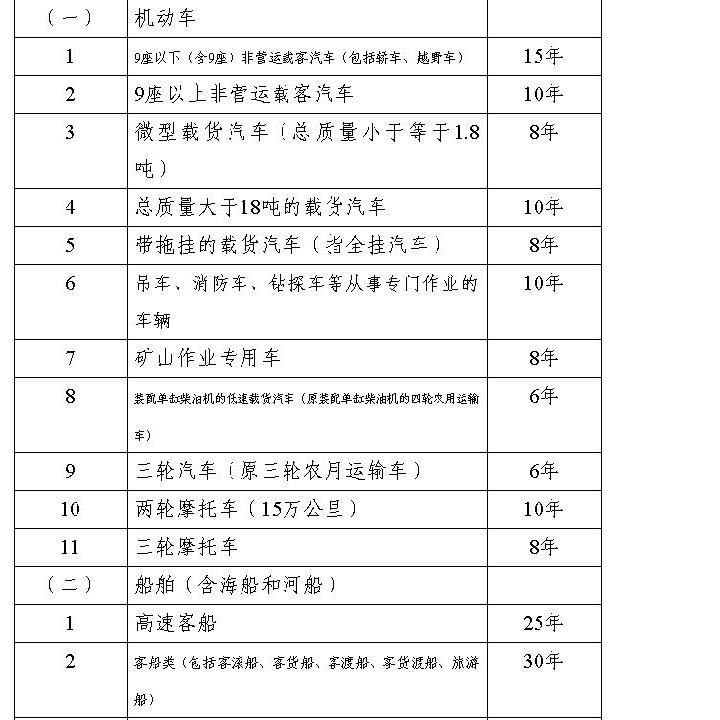 （一） 机动车
1 9座以下（含9座）非营运载客汽车（包括轿车、越野车） 15年
2 9座以上非营运载客汽车 10年
3 微型载货汽车（总质量小于等于1.8 8年
吨）
4 总质量大于18吨的载货汽车 10年
5 带拖挂的载货汽车（指全挂汽车） 8年
6 吊车、消防车、钻探车等从事专门作业的 10年
车辆
7 矿山作业专用车 8年
8 装配单缸柴油机的低速载货汽车（原装配单缸柴油机的四轮农用运输 6年
车）
9 三轮汽车（原三轮农用运输车） 6年
10 两轮摩托车（15万公里） 10年
11 三轮摩托车 8年
（二） 船舶（含海船和河船）
1 高速客船 25年
2 客船类（包括客滚船、客货船、客渡船、客货渡船、旅游 30年
船）